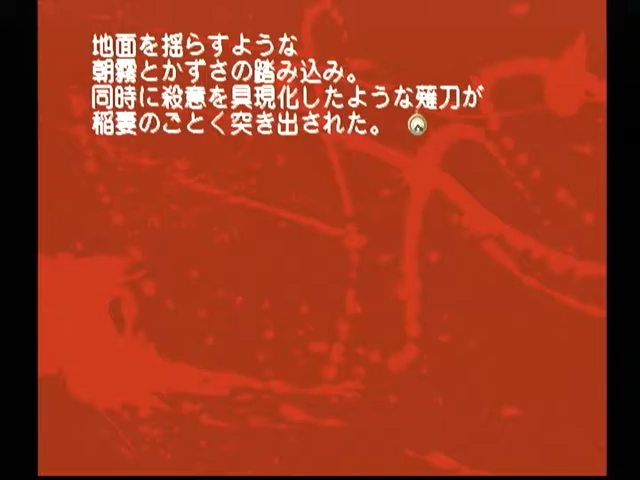 地面を揺らすような
朝霧とかずさの踏み込み。
同時に殺意を具現化したような薙刀が
稲妻のごとく突き出された。